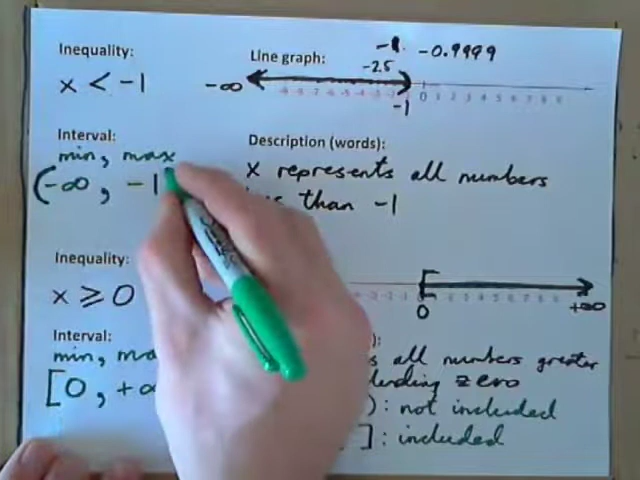 Inequality:
x < -1
Line graph:
-1. -0.9999
-2.5
-∞
-1
0 1 2 3 4 5 6 7 8 9
Interval:
min, max
(-∞, -1
Description (words):
x represents all numbers
than -1
Inequality:
x ≥ 0
[
0
+∞
Interval:
min,
[0, +∞
all numbers greater
zero
): not included
]: included